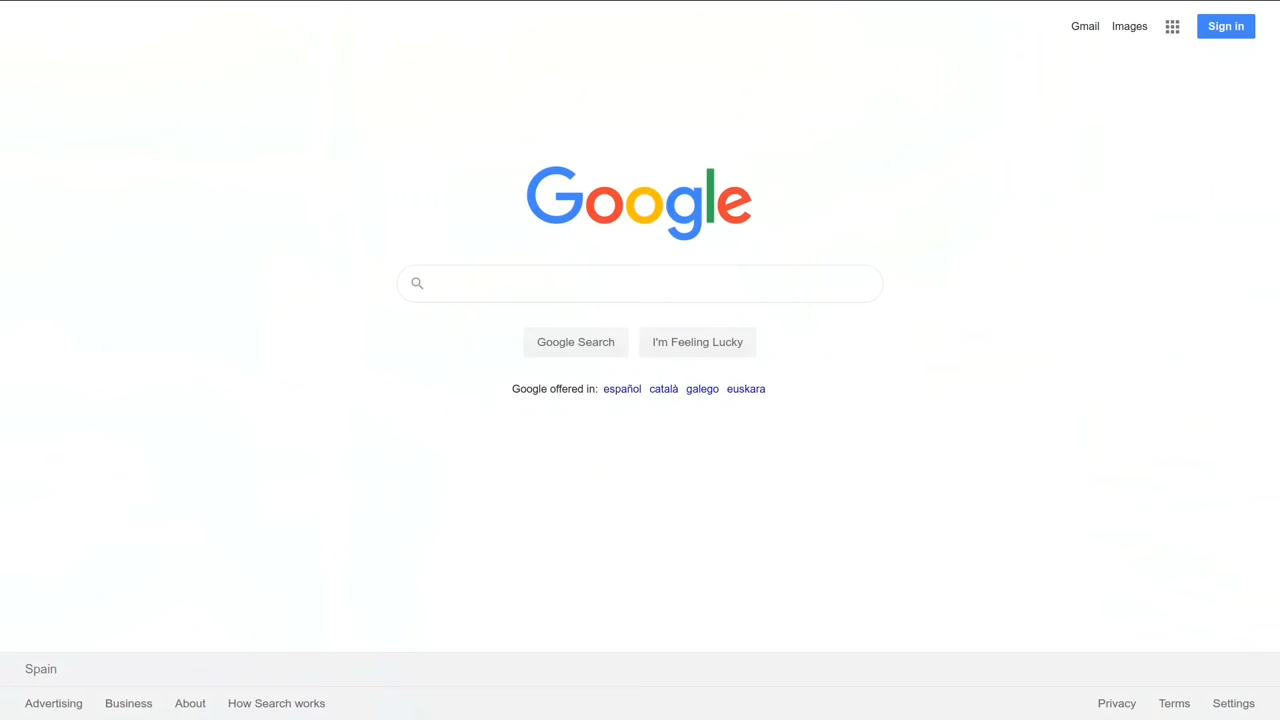 Gmail Images Sign in
Google
Google Search I'm Feeling Lucky
Google offered in: español català galego euskara
Spain
Advertising Business About How Search works Privacy Terms Settings